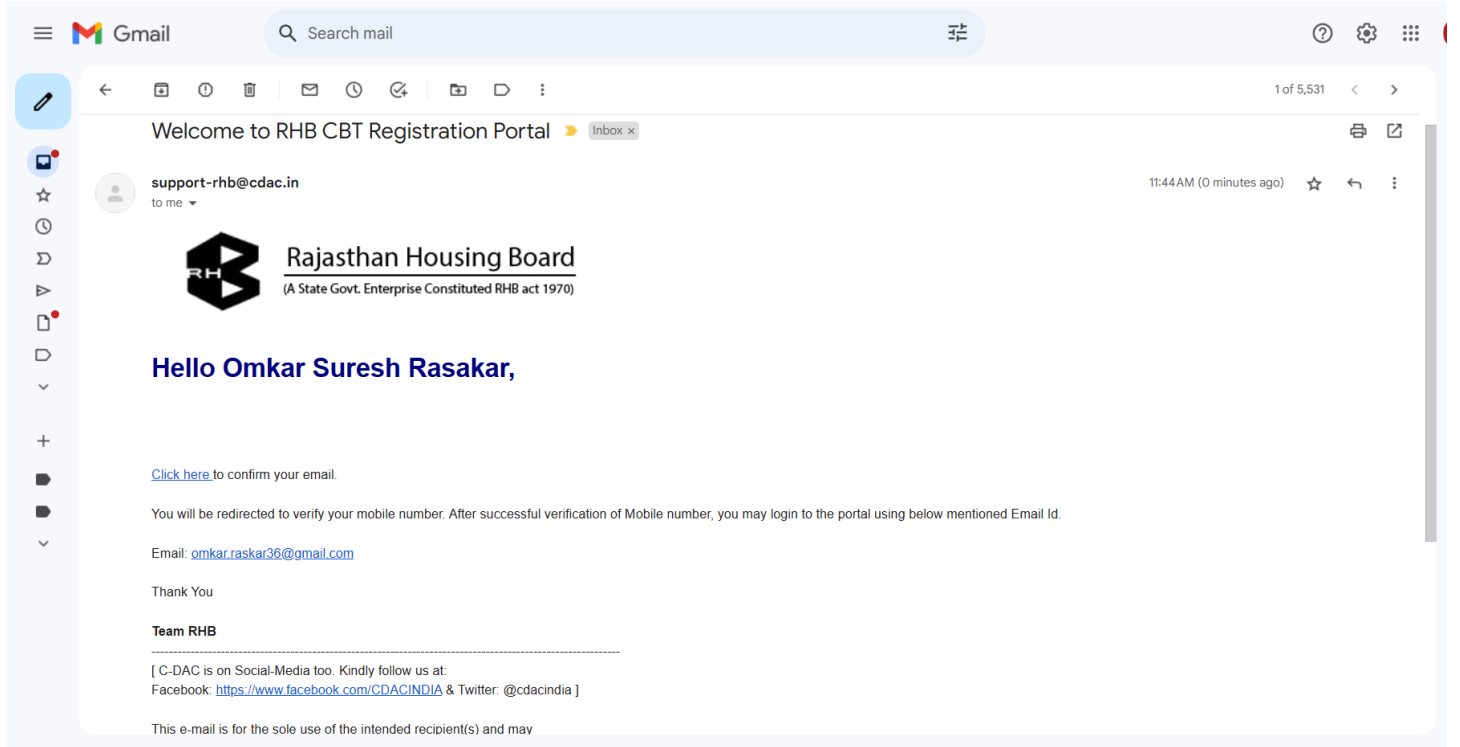 Gmail
Search mail
1 of 5,531
Welcome to RHB CBT Registration Portal
Inbox ×
support-rhb@cdac.in
11:44 AM (0 minutes ago)
to me
RHB
Rajasthan Housing Board
(A State Govt. Enterprise Constituted RHB act 1970)
Hello Omkar Suresh Rasakar,
Click here to confirm your email.
You will be redirected to verify your mobile number. After successful verification of Mobile number, you may login to the portal using below mentioned Email Id.
Email: omkar.raskar36@gmail.com
Thank You
Team RHB
------------------------------------------------------------------------------------------------------------
[ C-DAC is on Social-Media too. Kindly follow us at:
Facebook: https://www.facebook.com/CDACINDIA & Twitter: @cdacindia ]
This e-mail is for the sole use of the intended recipient(s) and may